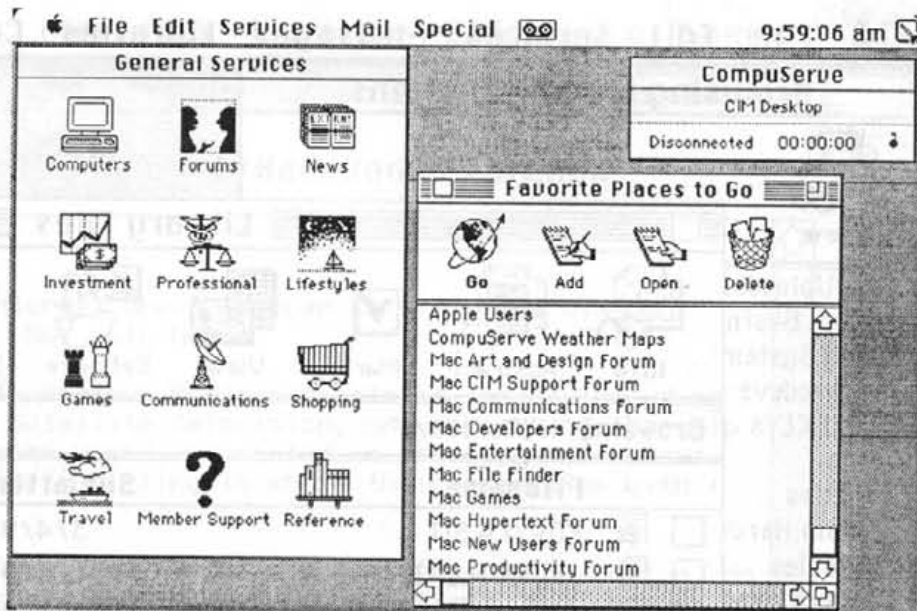 File Edit Services Mail Special
9:59:06 am
General Services
Computers
Forums
News
Investment
Professional
Lifestyles
Games
Communications
Shopping
Travel
Member Support
Reference
CompuServe
CIM Desktop
Disconnected 00:00:00
Favorite Places to Go
Go
Add
Open
Delete
Apple Users
CompuServe Weather Maps
Mac Art and Design Forum
Mac CIM Support Forum
Mac Communications Forum
Mac Developers Forum
Mac Entertainment Forum
Mac File Finder
Mac Games
Mac Hypertext Forum
Mac New Users Forum
Mac Productivity Forum